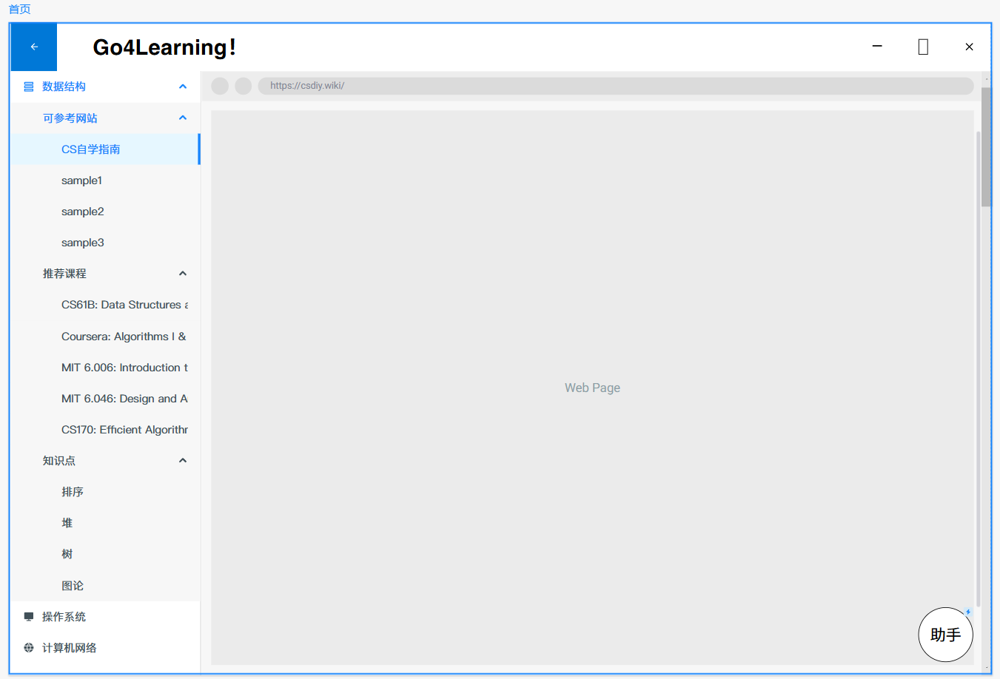 首页
Go4Learning!
数据结构
https://csdiy.wiki/
可参考网站
CS自学指南
sample1
sample2
sample3
推荐课程
CS61B: Data Structures a
Coursera: Algorithms I &
MIT 6.006: Introduction t
Web Page
MIT 6.046: Design and A
CS170: Efficient Algorithr
知识点
排序
堆
树
图论
操作系统
助手
计算机网络